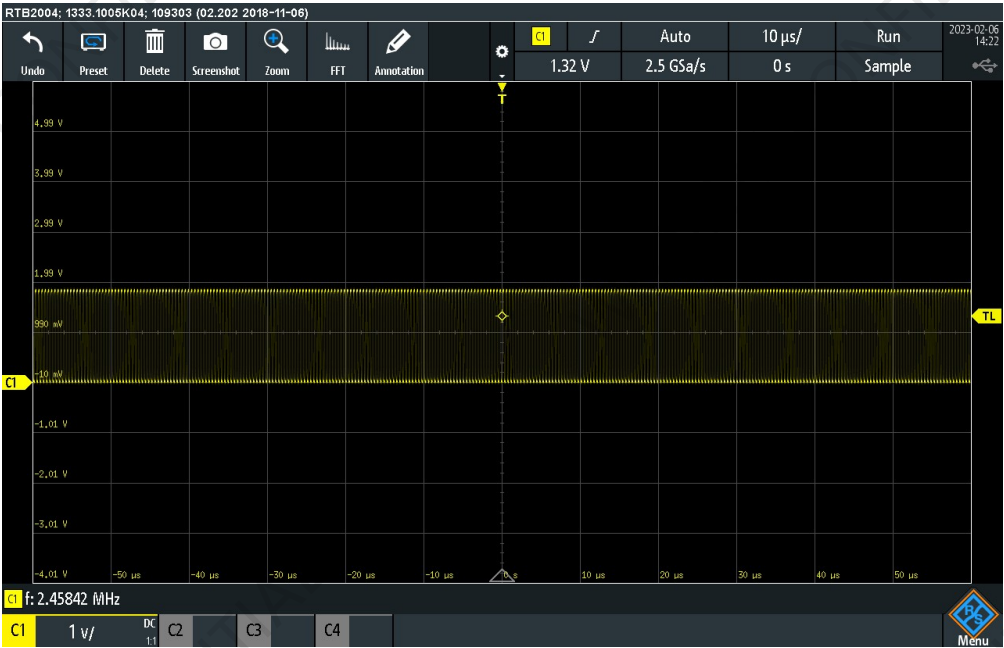 RTB2004; 1333.1005K04; 109303 (02.202 2018-11-06)
Undo Preset Delete Screenshot Zoom FFT Annotation
C1 Auto 10 µs/ Run 2023-02-06
14:22
1.32 V 2.5 GSa/s 0 s Sample
T
4.99 V
3.99 V
2.99 V
1.99 V
990 mV
TL
-10 mV
C1
-1.01 V
-2.01 V
-3.01 V
-4.01 V -50 µs -40 µs -30 µs -20 µs -10 µs 0 s 10 µs 20 µs 30 µs 40 µs 50 µs
C1 f: 2.45842 MHz
C1 1 V/ DC 1:1 C2 C3 C4
R&S
Menu